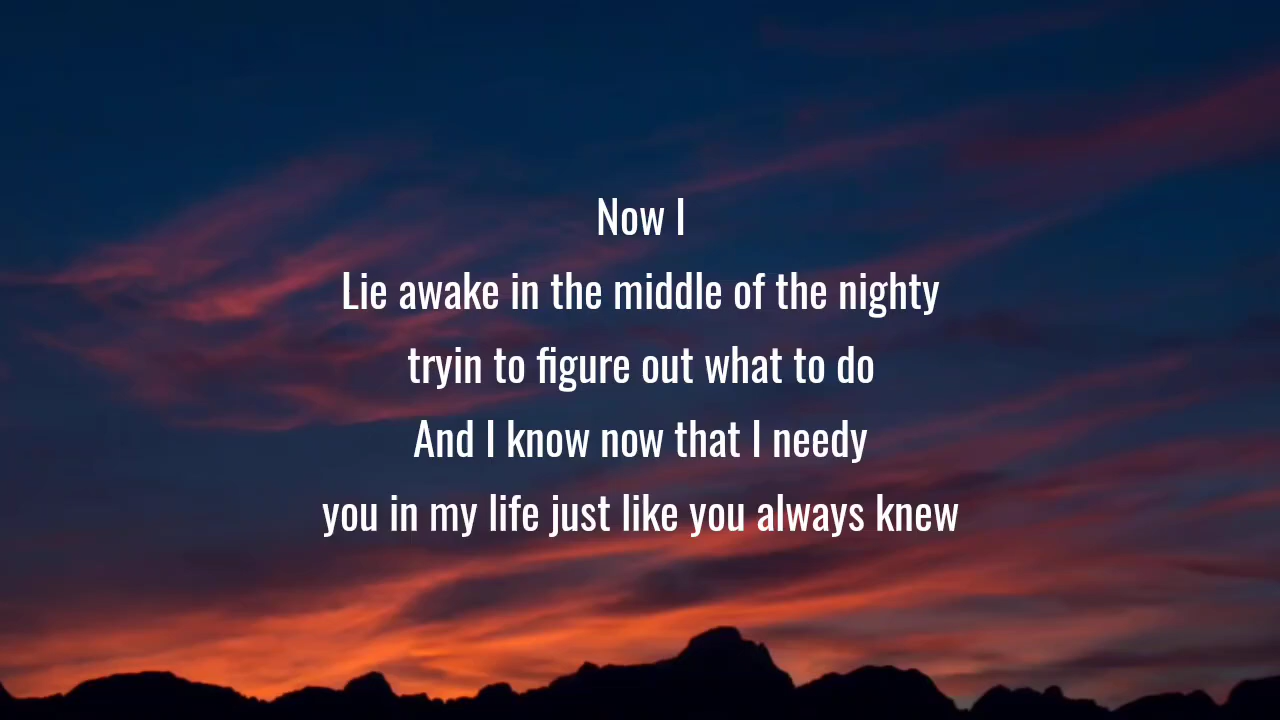 Now I
Lie awake in the middle of the nighty
tryin to figure out what to do
And I know now that I needy
you in my life just like you always knew